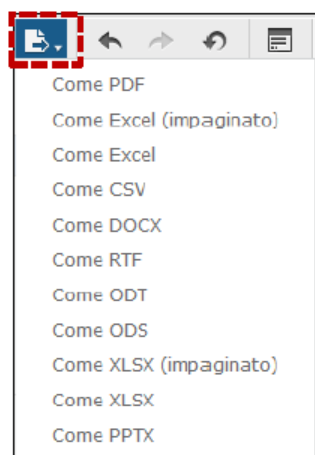 Come PDF
Come Excel (impaginato)
Come Excel
Come CSV
Come DOCX
Come RTF
Come ODT
Come ODS
Come XLSX (impaginato)
Come XLSX
Come PPTX